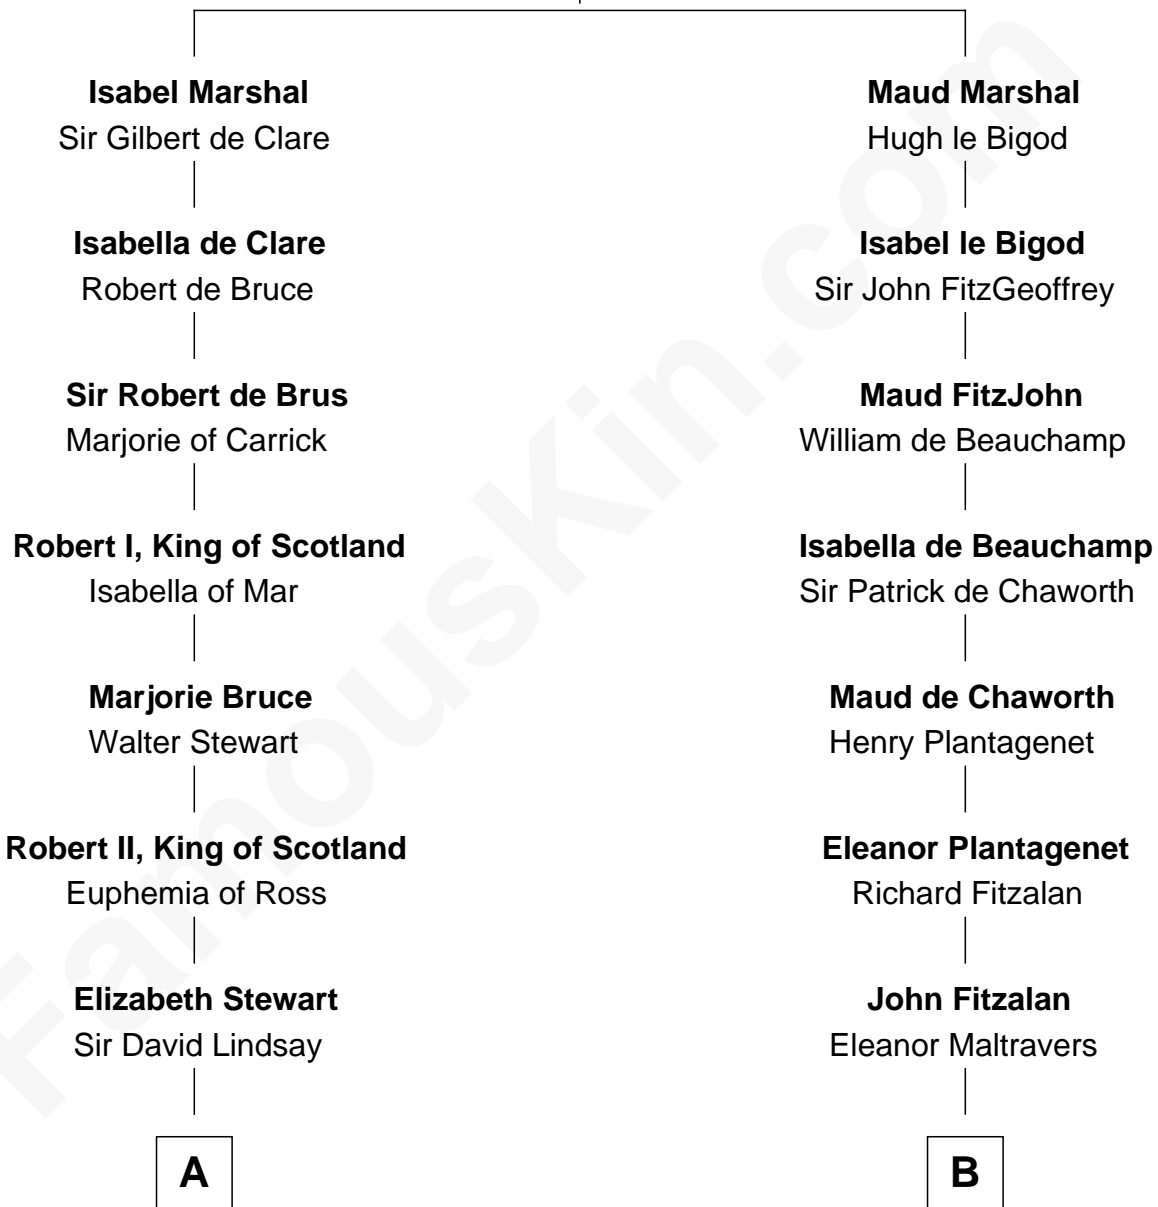 Isabel Marshal
Sir Gilbert de Clare
Maud Marshal
Hugh le Bigod
Isabella de Clare
Robert de Bruce
Isabel le Bigod
Sir John FitzGeoffrey
Sir Robert de Brus
Marjorie of Carrick
Maud FitzJohn
William de Beauchamp
Robert I, King of Scotland
Isabella of Mar
Isabella de Beauchamp
Sir Patrick de Chaworth
Marjorie Bruce
Walter Stewart
Maud de Chaworth
Henry Plantagenet
Robert II, King of Scotland
Euphemia of Ross
Eleanor Plantagenet
Richard Fitzalan
Elizabeth Stewart
Sir David Lindsay
John Fitzalan
Eleanor Maltravers
A
B
FamousKin.com